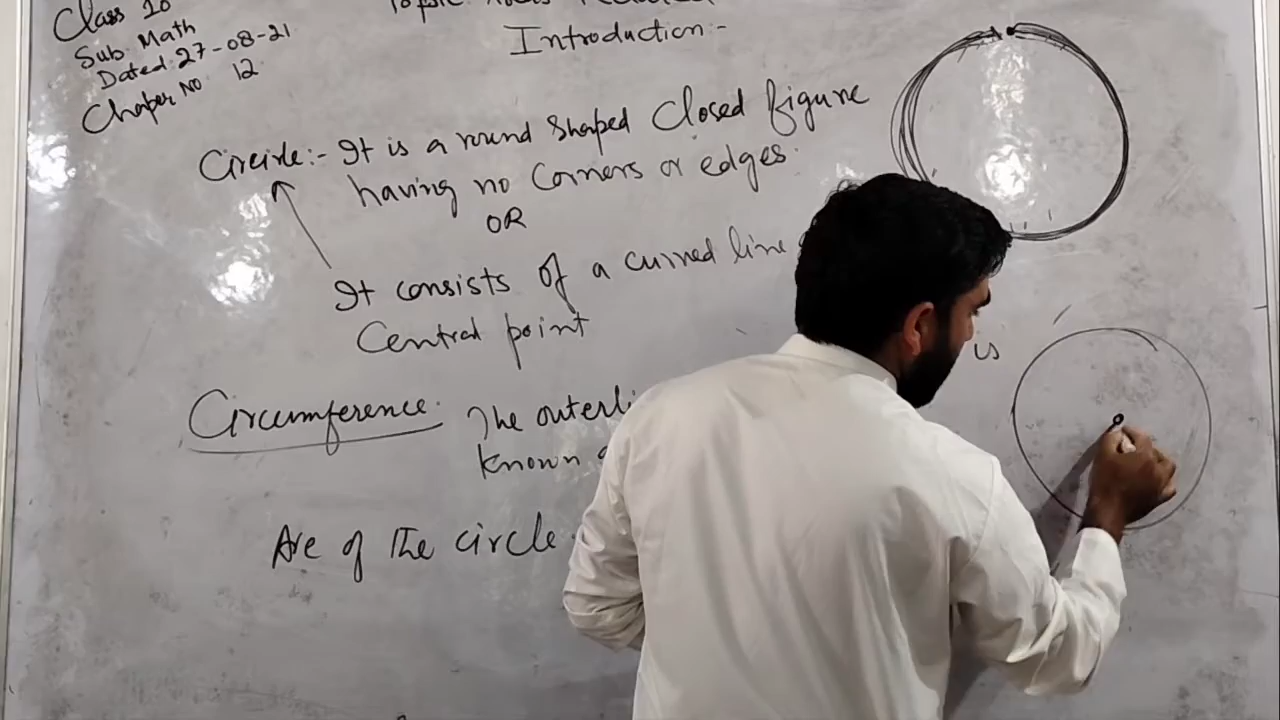 Class 10
Sub Math
Dated 27-08-21
Chapter No 12
Topic
Introduction:-
Circle:- It is a round shaped closed figure
having no corners or edges.
OR
It consists of a curved line
Central point
Circumference. The outerli
is
known
Arc of the circle